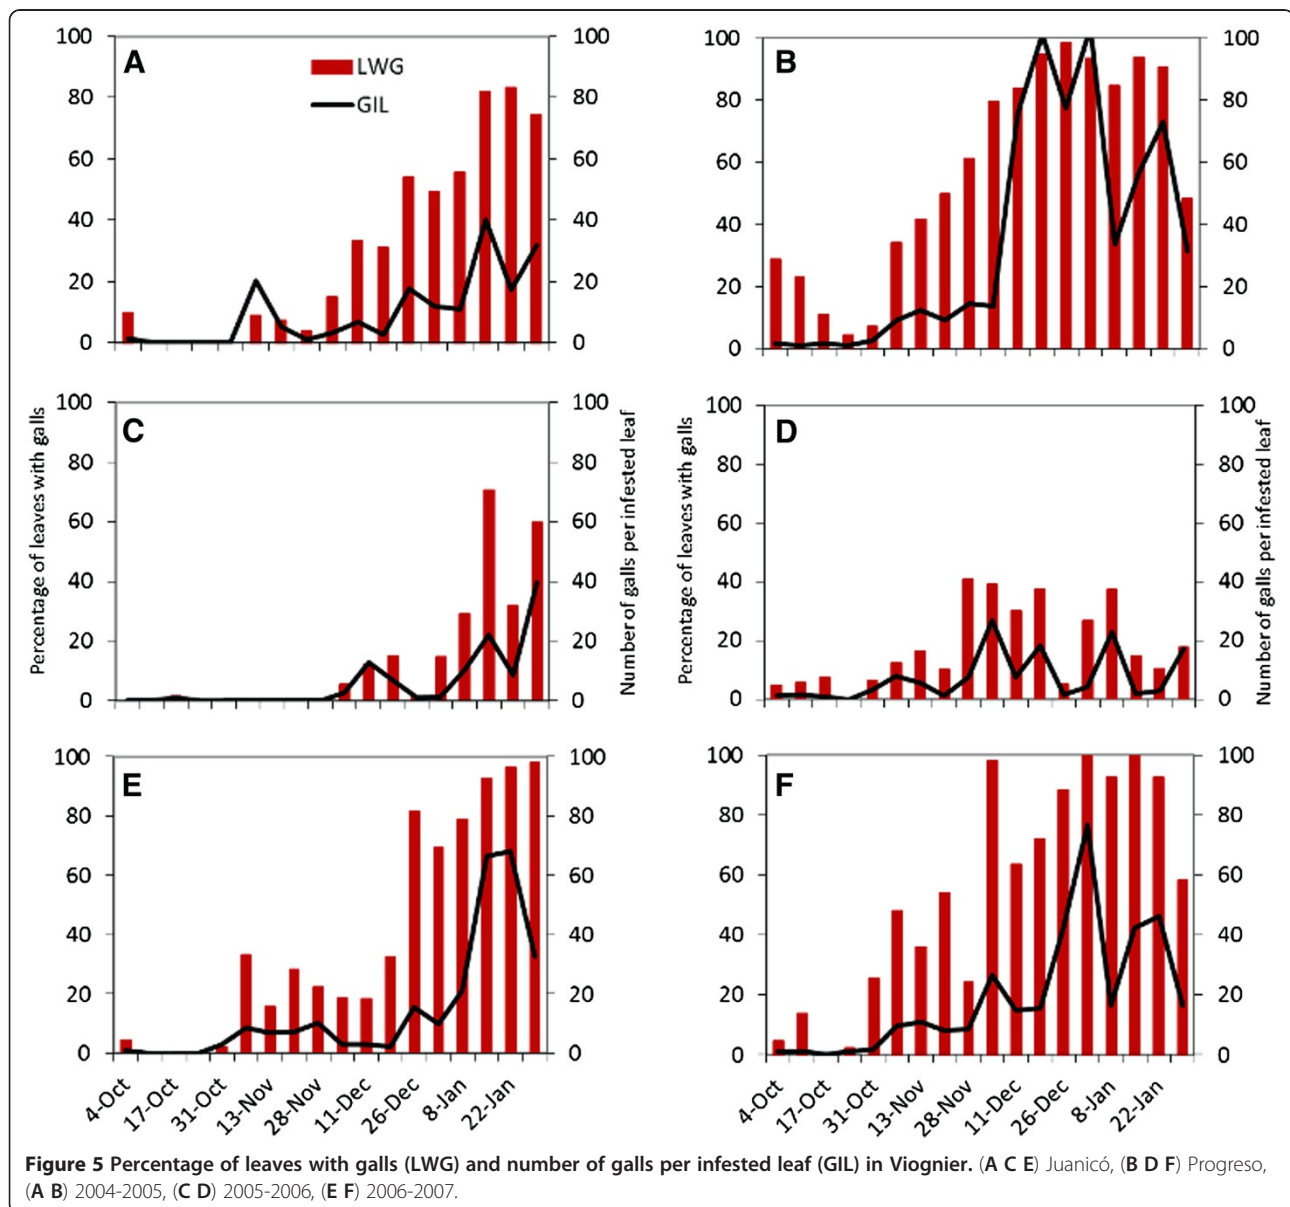 A
LWG
GIL
100
80
60
40
20
0
100
80
60
40
20
0
B
100
80
60
40
20
0
100
80
60
40
20
0
C
Percentage of leaves with galls
100
80
60
40
20
0
100
80
60
40
20
0
Number of galls per infested leaf
D
Percentage of leaves with galls
100
80
60
40
20
0
100
80
60
40
20
0
Number of galls per infested leaf
E
100
80
60
40
20
0
100
80
60
40
20
0
4-Oct
17-Oct
31-Oct
13-Nov
28-Nov
11-Dec
26-Dec
8-Jan
22-Jan
F
100
80
60
40
20
0
100
80
60
40
20
0
4-Oct
17-Oct
31-Oct
13-Nov
28-Nov
11-Dec
26-Dec
8-Jan
22-Jan
Figure 5 Percentage of leaves with galls (LWG) and number of galls per infested leaf (GIL) in Viognier. (A C E) Juanicó, (B D F) Progreso,
(A B) 2004-2005, (C D) 2005-2006, (E F) 2006-2007.